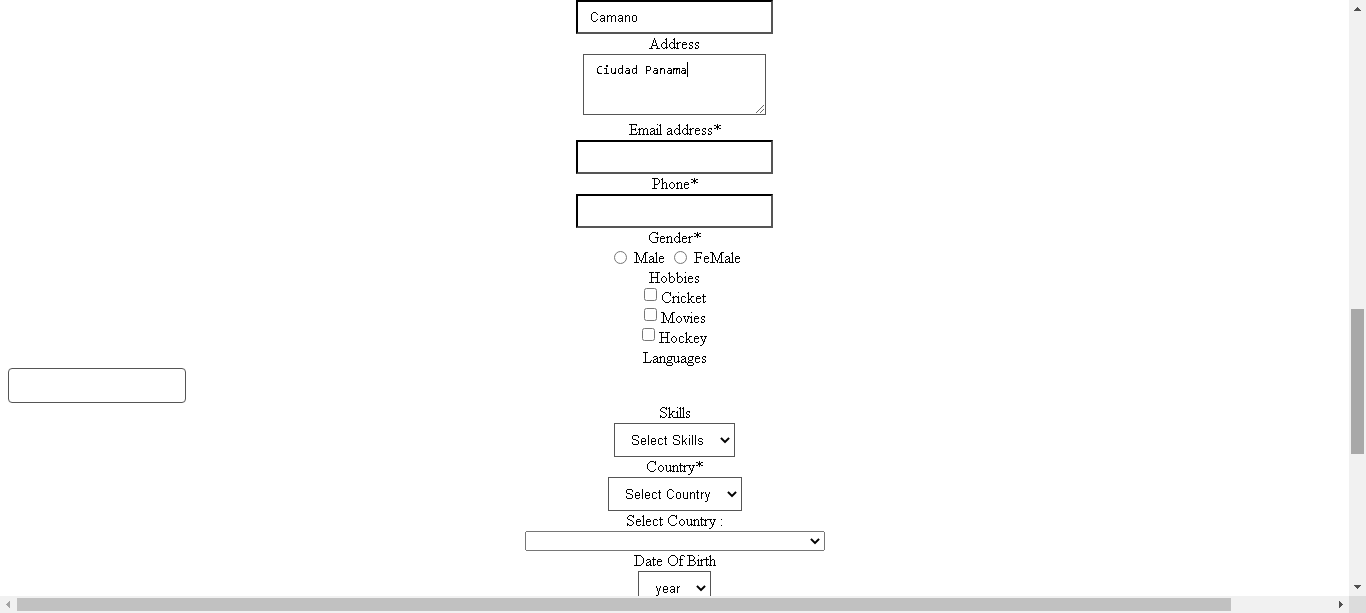 Camano
Address
Ciudad Panama
Email address*
Phone*
Gender*
Male FeMale
Hobbies
Cricket
Movies
Hockey
Languages
Skills
Select Skills
Country*
Select Country
Select Country :
Date Of Birth
year